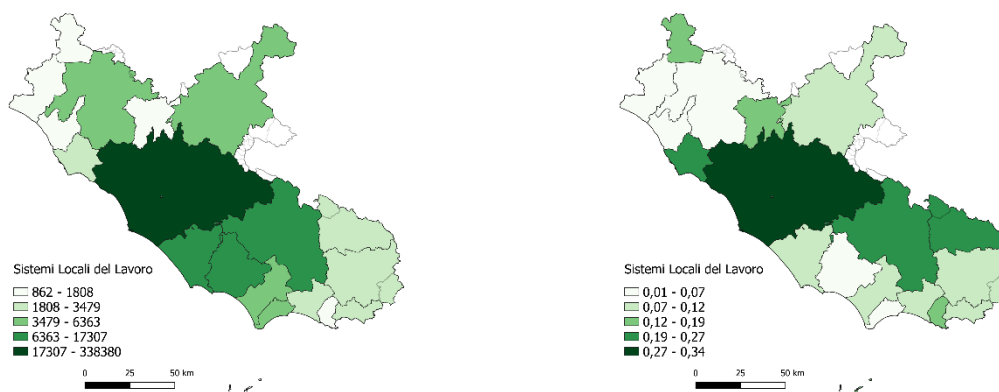 Sistemi Locali del Lavoro
862 - 1808
1808 - 3479
3479 - 6363
6363 - 17307
17307 - 338380
0 25 50 km
Sistemi Locali del Lavoro
0,01 - 0,07
0,07 - 0,12
0,12 - 0,19
0,19 - 0,27
0,27 - 0,34
0 25 50 km